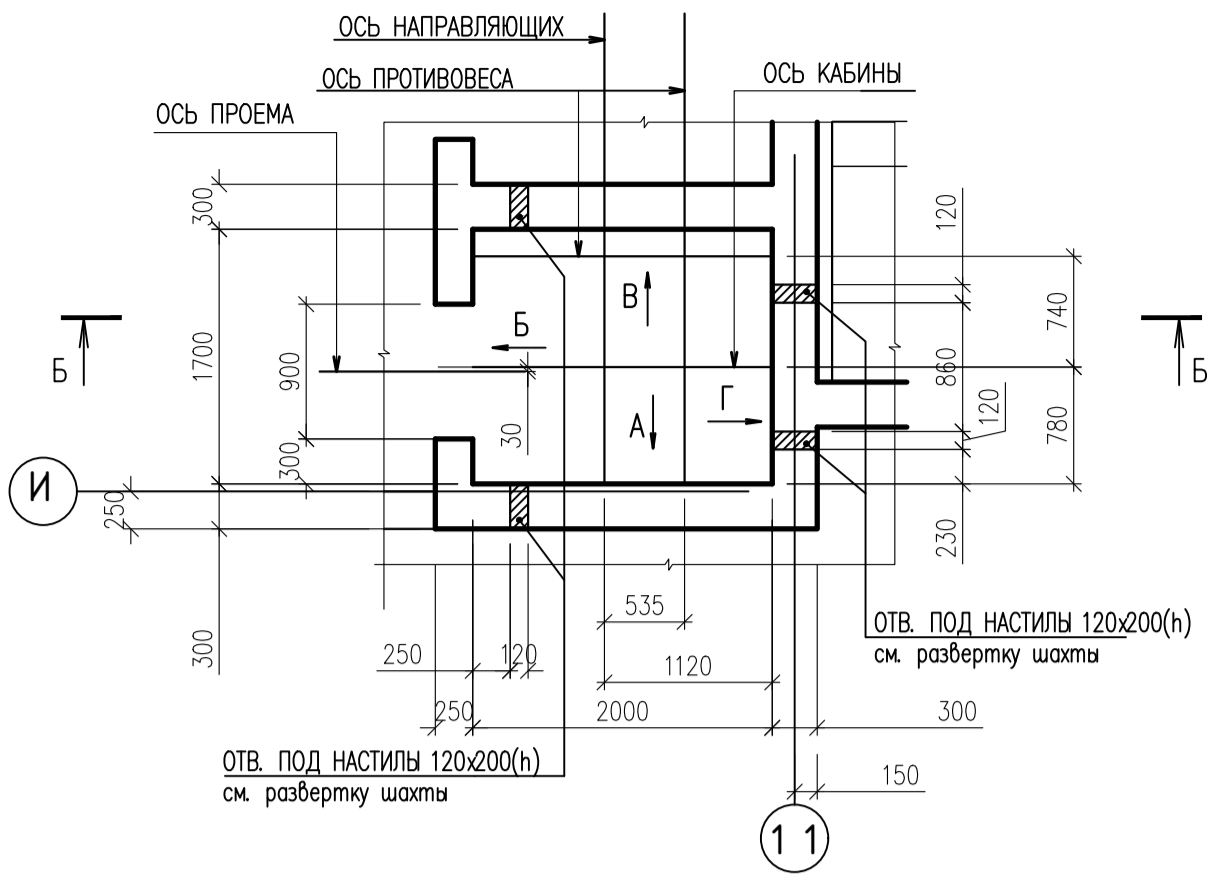 ОСЬ НАПРАВЛЯЮЩИХ
ОСЬ ПРОТИВОВЕСА
ОСЬ КАБИНЫ
ОСЬ ПРОЕМА
300
120
В
740
Б
Б
Б
1700
900
860
Г
120
А
30
780
И
300
250
230
535
ОТВ. ПОД НАСТИЛЫ 120х200(h)
см. развертку шахты
300
250
120
1120
250
2000
300
ОТВ. ПОД НАСТИЛЫ 120х200(h)
см. развертку шахты
150
11